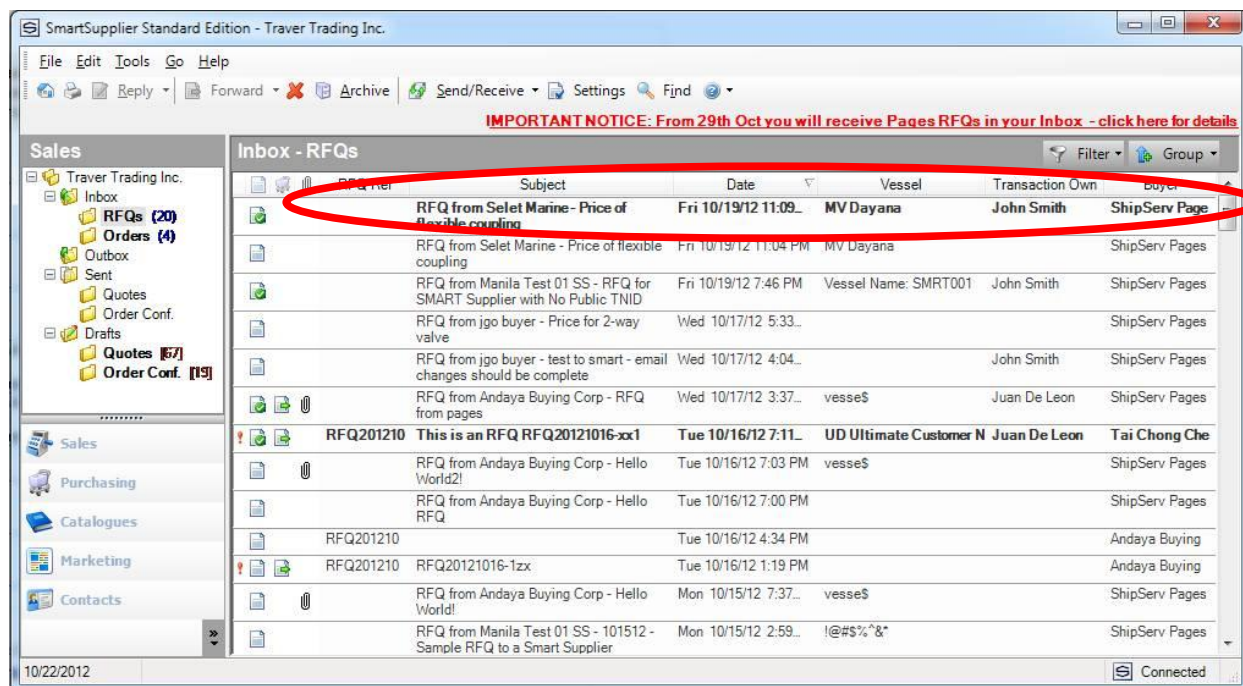 SmartSupplier Standard Edition - Traver Trading Inc.
File Edit Tools Go Help
Reply Forward Archive Send/Receive Settings Find
IMPORTANT NOTICE: From 29th Oct you will receive Pages RFQs in your Inbox - click here for details
Sales
Traver Trading Inc.
Inbox
RFQs (20)
Orders (4)
Outbox
Sent
Quotes
Order Conf.
Drafts
Quotes [67]
Order Conf. [19]
Sales
Purchasing
Catalogues
Marketing
Contacts
Inbox - RFQs Filter Group
Subject Date Vessel Transaction Own Buyer
RFQ from Selet Marine - Price of Fri 10/19/12 11:09... MV Dayana John Smith ShipServ Page
flexible coupling
RFQ from Selet Marine - Price of flexible Fri 10/19/12 11:04 PM MV Dayana ShipServ Pages
coupling
RFQ from Manila Test 01 SS - RFQ for Fri 10/19/12 7:46 PM Vessel Name: SMRT001 John Smith ShipServ Pages
SMART Supplier with No Public TNID
RFQ from jgo buyer - Price for 2-way Wed 10/17/12 5:33... ShipServ Pages
valve
RFQ from jgo buyer - test to smart - email Wed 10/17/12 4:04... John Smith ShipServ Pages
changes should be complete
RFQ from Andaya Buying Corp - RFQ Wed 10/17/12 3:37... vesse$ Juan De Leon ShipServ Pages
from pages
RFQ201210 This is an RFQ RFQ20121016-xx1 Tue 10/16/12 7:11... UD Ultimate Customer N Juan De Leon Tai Chong Che
RFQ from Andaya Buying Corp - Hello Tue 10/16/12 7:03 PM vesse$ ShipServ Pages
World2!
RFQ from Andaya Buying Corp - Hello Tue 10/16/12 7:00 PM ShipServ Pages
RFQ
RFQ201210 Tue 10/16/12 4:34 PM Andaya Buying
RFQ201210 RFQ20121016-1zx Tue 10/16/12 1:19 PM Andaya Buying
RFQ from Andaya Buying Corp - Hello Mon 10/15/12 7:37... vesse$ ShipServ Pages
World!
RFQ from Manila Test 01 SS - 101512 - Mon 10/15/12 2:59... !@#$%^&* ShipServ Pages
Sample RFQ to a Smart Supplier
10/22/2012 Connected